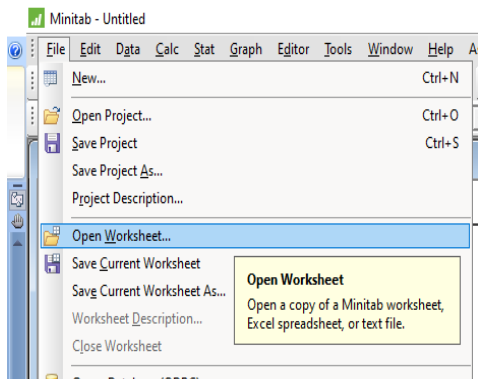 Minitab - Untitled
File Edit Data Calc Stat Graph Editor Tools Window Help A
New... Ctrl+N
Open Project... Ctrl+O
Save Project Ctrl+S
Save Project As...
Project Description...
Open Worksheet...
Save Current Worksheet
Save Current Worksheet As...
Worksheet Description...
Close Worksheet
Open Worksheet
Open a copy of a Minitab worksheet,
Excel spreadsheet, or text file.